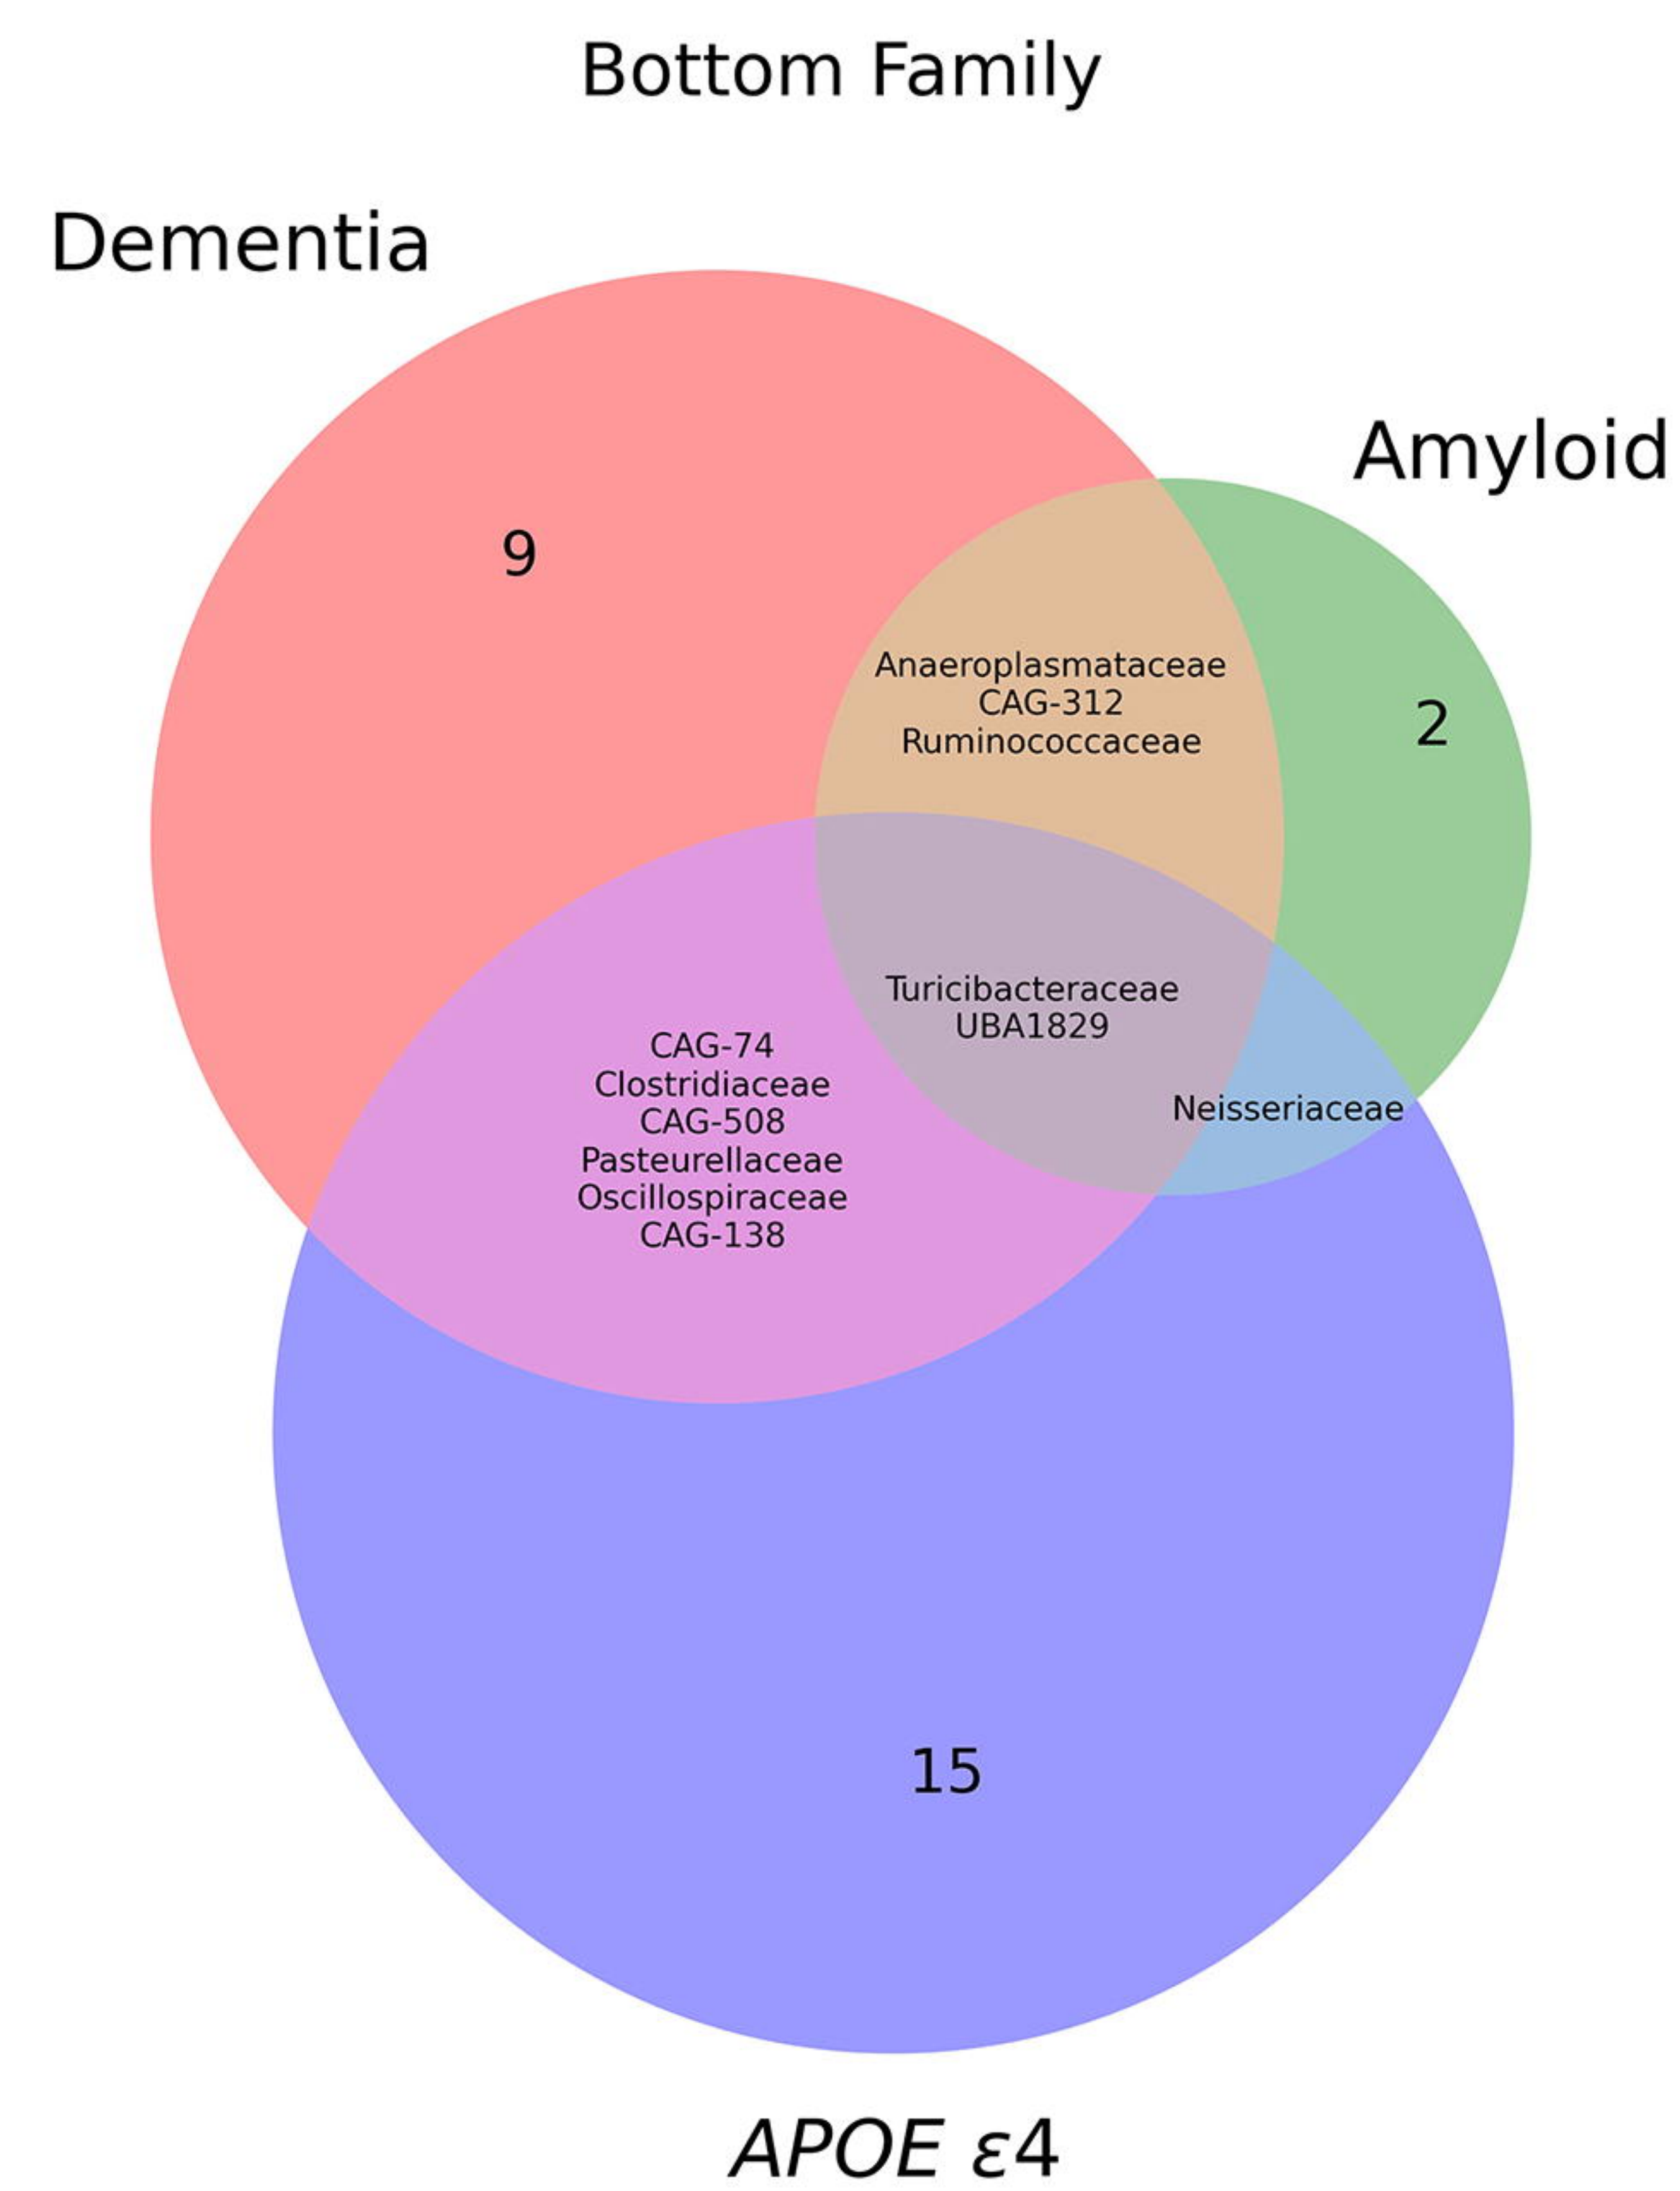 Bottom Family
Dementia
Amyloid
9
2
Anaeroplasmataceae
CAG-312
Ruminococcaceae
Turicibacteraceae
UBA1829
CAG-74
Clostridiaceae
CAG-508
Pasteurellaceae
Oscillospiraceae
CAG-138
Neisseriaceae
15
APOE ε4